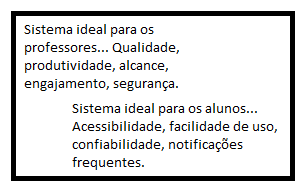 Sistema ideal para os
professores... Qualidade,
produtividade, alcance,
engajamento, segurança.
Sistema ideal para os alunos...
Acessibilidade, facilidade de uso,
confiabilidade, notificações
frequentes.